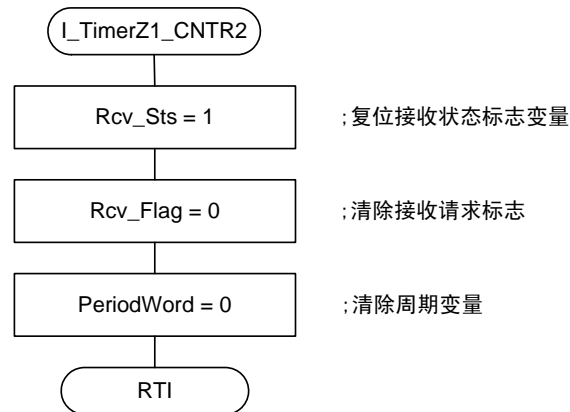 I_TimerZ1_CNTR2
Rcv_Sts = 1 ;复位接收状态标志变量
Rcv_Flag = 0 ;清除接收请求标志
PeriodWord = 0 ;清除周期变量
RTI